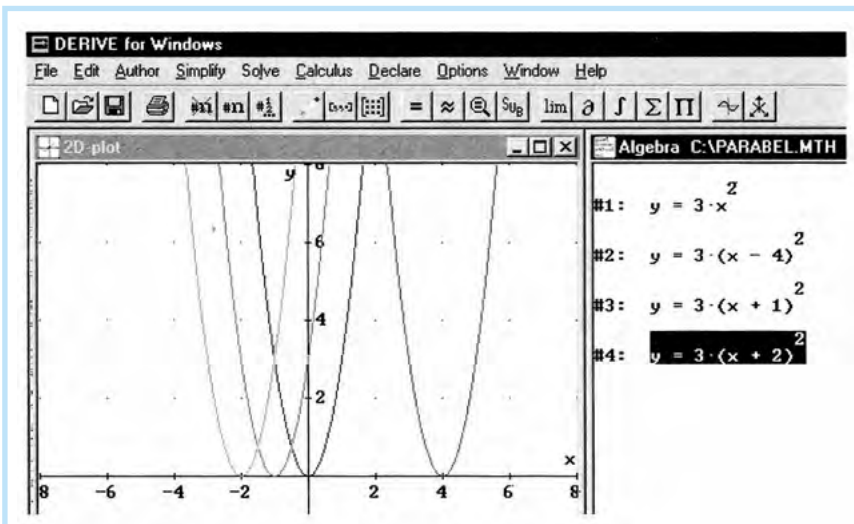 DERIVE for Windows
File Edit Author Simplify Solve Calculus Declare Options Window Help
= ≈ SUB lim ∂ ∫ Σ Π
2D-plot
Algebra C:\PARABEL.MTH
y
8
6
4
2
x
8 -6 -4 -2 2 4 6 8
#1: y = 3·x²
#2: y = 3·(x - 4)²
#3: y = 3·(x + 1)²
#4: y = 3·(x + 2)²